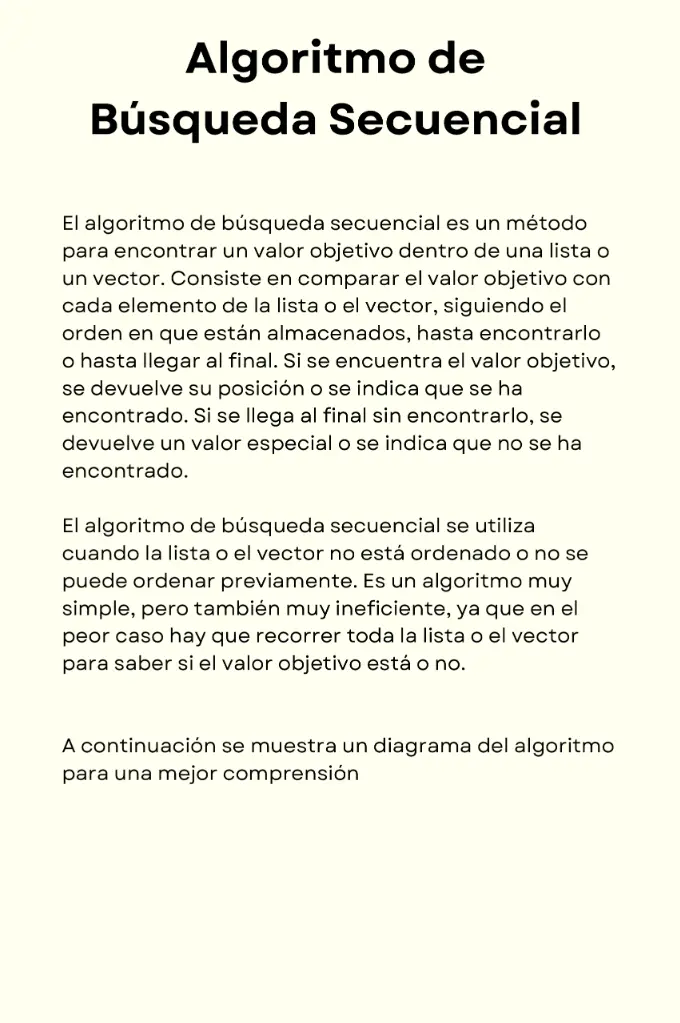 Algoritmo de
Búsqueda Secuencial
El algoritmo de búsqueda secuencial es un método
para encontrar un valor objetivo dentro de una lista o
un vector. Consiste en comparar el valor objetivo con
cada elemento de la lista o el vector, siguiendo el
orden en que están almacenados, hasta encontrarlo
o hasta llegar al final. Si se encuentra el valor objetivo,
se devuelve su posición o se indica que se ha
encontrado. Si se llega al final sin encontrarlo, se
devuelve un valor especial o se indica que no se ha
encontrado.
El algoritmo de búsqueda secuencial se utiliza
cuando la lista o el vector no está ordenado o no se
puede ordenar previamente. Es un algoritmo muy
simple, pero también muy ineficiente, ya que en el
peor caso hay que recorrer toda la lista o el vector
para saber si el valor objetivo está o no.
A continuación se muestra un diagrama del algoritmo
para una mejor comprensión